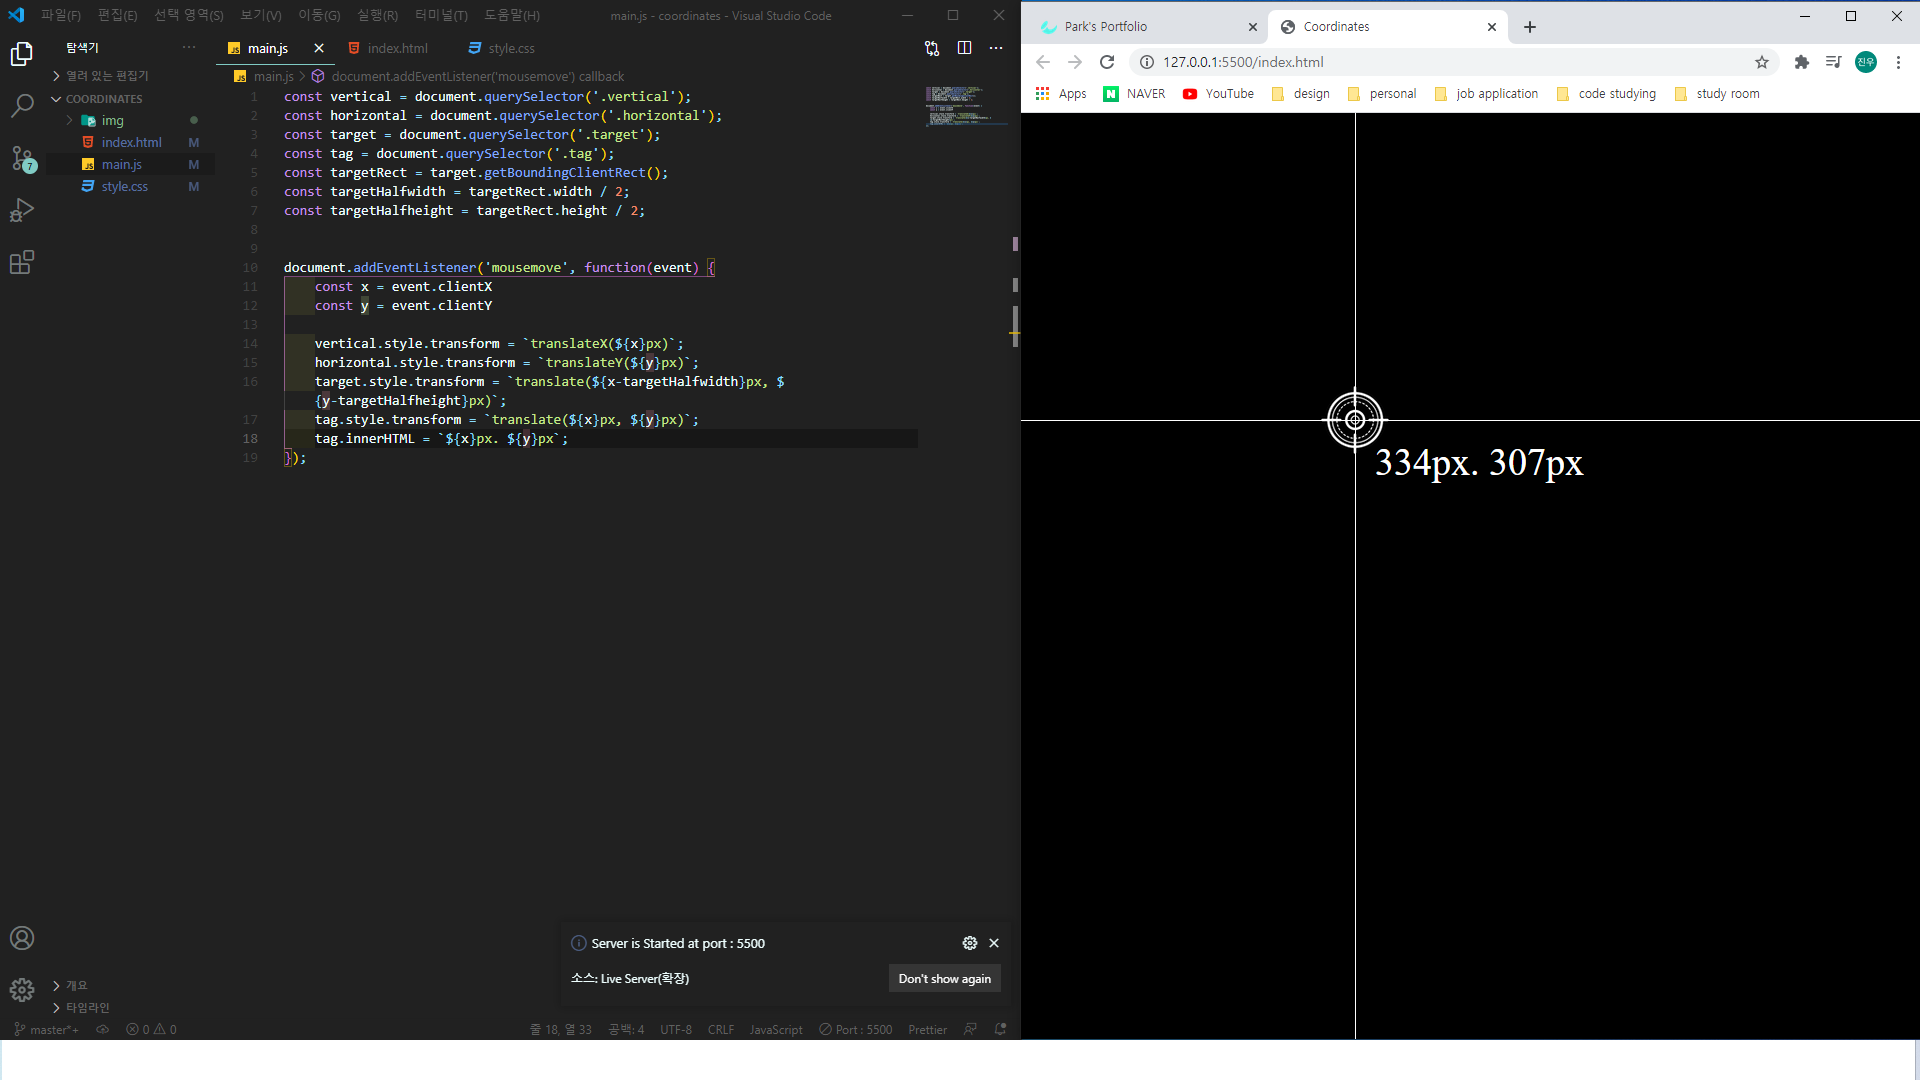 파일(F) 편집(E) 선택 영역(S) 보기(V) 이동(G) 실행(R) 터미널(T) 도움말(H) main.js - coordinates - Visual Studio Code
탐색기
열려 있는 편집기
COORDINATES
img
index.html M
main.js M
style.css M
7
개요
타임라인
main.js index.html style.css
main.js > document.addEventListener('mousemove') callback
1 const vertical = document.querySelector('.vertical');
2 const horizontal = document.querySelector('.horizontal');
3 const target = document.querySelector('.target');
4 const tag = document.querySelector('.tag');
5 const targetRect = target.getBoundingClientRect();
6 const targetHalfwidth = targetRect.width / 2;
7 const targetHalfheight = targetRect.height / 2;
8
9
10 document.addEventListener('mousemove', function(event) {
11 const x = event.clientX
12 const y = event.clientY
13
14 vertical.style.transform = `translateX(${x}px)`;
15 horizontal.style.transform = `translateY(${y}px)`;
16 target.style.transform = `translate(${x-targetHalfwidth}px, $
{y-targetHalfheight}px)`;
17 tag.style.transform = `translate(${x}px, ${y}px)`;
18 tag.innerHTML = `${x}px. ${y}px`;
19 });
Server is Started at port : 5500
소스: Live Server(확장)
Don't show again
master*+ 0 0 줄 18, 열 33 공백: 4 UTF-8 CRLF JavaScript Port : 5500 Prettier
Park's Portfolio Coordinates
127.0.0.1:5500/index.html 진우
Apps NAVER YouTube design personal job application code studying study room
334px. 307px